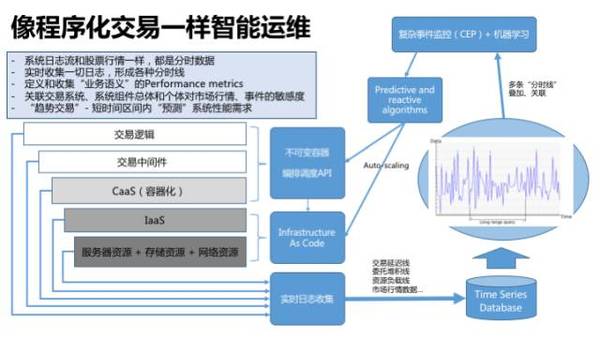 像程序化交易一样智能运维
- 系统日志流和股票行情一样，都是分时数据
- 实时收集一切日志，形成各种分时线
- 定义和收集“业务语义”的Performance metrics
- 关联交易系统、系统组件总体和个体对市场行情、事件的敏感度
- “趋势交易” - 短时间区间内“预测”系统性能需求
复杂事件监控（CEP）+ 机器学习
Predictive and
reactive
algorithms
多条“分时线”
叠加、关联
交易逻辑
交易中间件
CaaS（容器化）
IaaS
服务器资源 + 存储资源 + 网络资源
不可变容器
编排调度API
Auto-scaling
Infrastructure
As Code
实时日志收集
交易延迟线
委托堆积线
资源负载线
市场行情数据...
Data
Time
Long range query
Time Series
Database